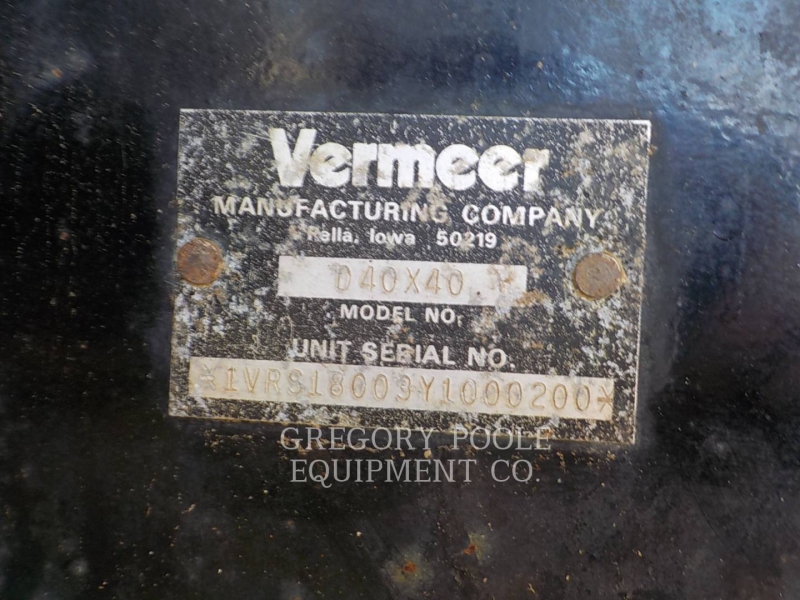 Vermeer
MANUFACTURING COMPANY
Pella, Iowa 50219
D40X40
MODEL NO.
UNIT SERIAL NO.
*1VRS18003Y1000200*
GREGORY POOLE
EQUIPMENT CO.